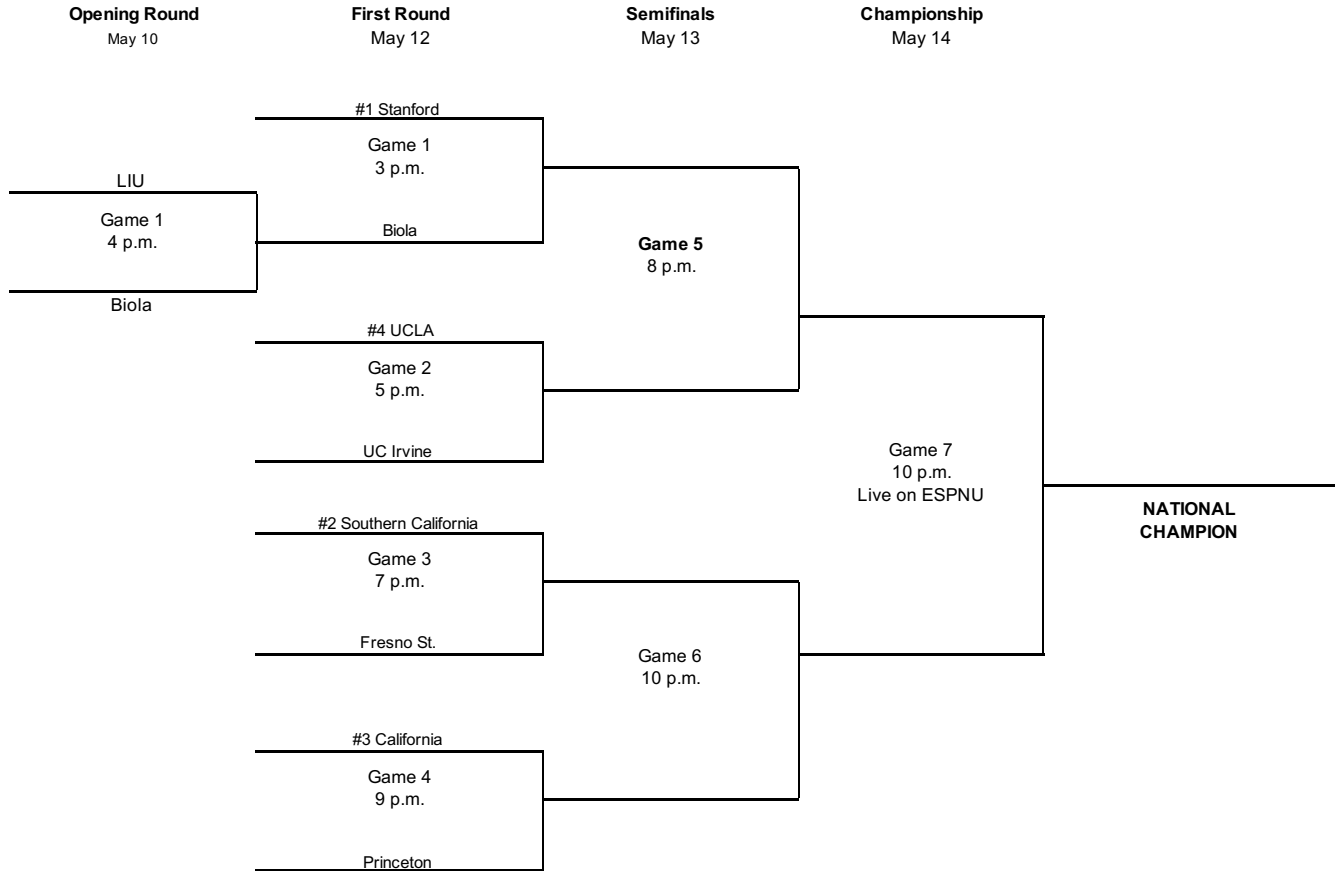 Opening Round
May 10
First Round
May 12
Semifinals
May 13
Championship
May 14
#1 Stanford
Game 1
3 p.m.
LIU
Game 1
4 p.m.
Biola
Biola
Game 5
8 p.m.
#4 UCLA
Game 2
5 p.m.
UC Irvine
Game 7
10 p.m.
Live on ESPNU
NATIONAL
CHAMPION
#2 Southern California
Game 3
7 p.m.
Fresno St.
Game 6
10 p.m.
#3 California
Game 4
9 p.m.
Princeton